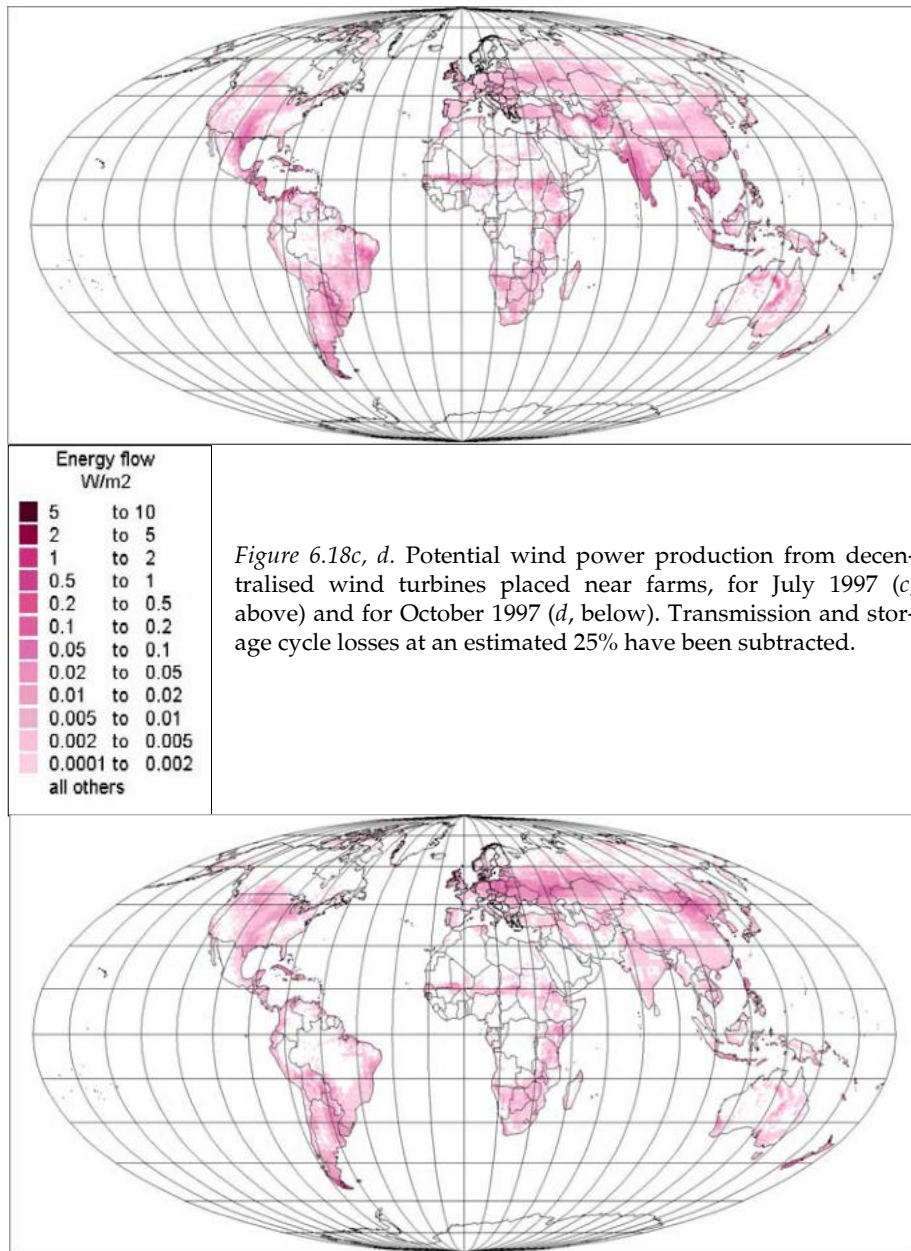 Energy flow
W/m2
5 to 10
2 to 5
1 to 2
0.5 to 1
0.2 to 0.5
0.1 to 0.2
0.05 to 0.1
0.02 to 0.05
0.01 to 0.02
0.005 to 0.01
0.002 to 0.005
0.0001 to 0.002
all others
Figure 6.18c, d. Potential wind power production from decen-
tralised wind turbines placed near farms, for July 1997 (c,
above) and for October 1997 (d, below). Transmission and stor-
age cycle losses at an estimated 25% have been subtracted.